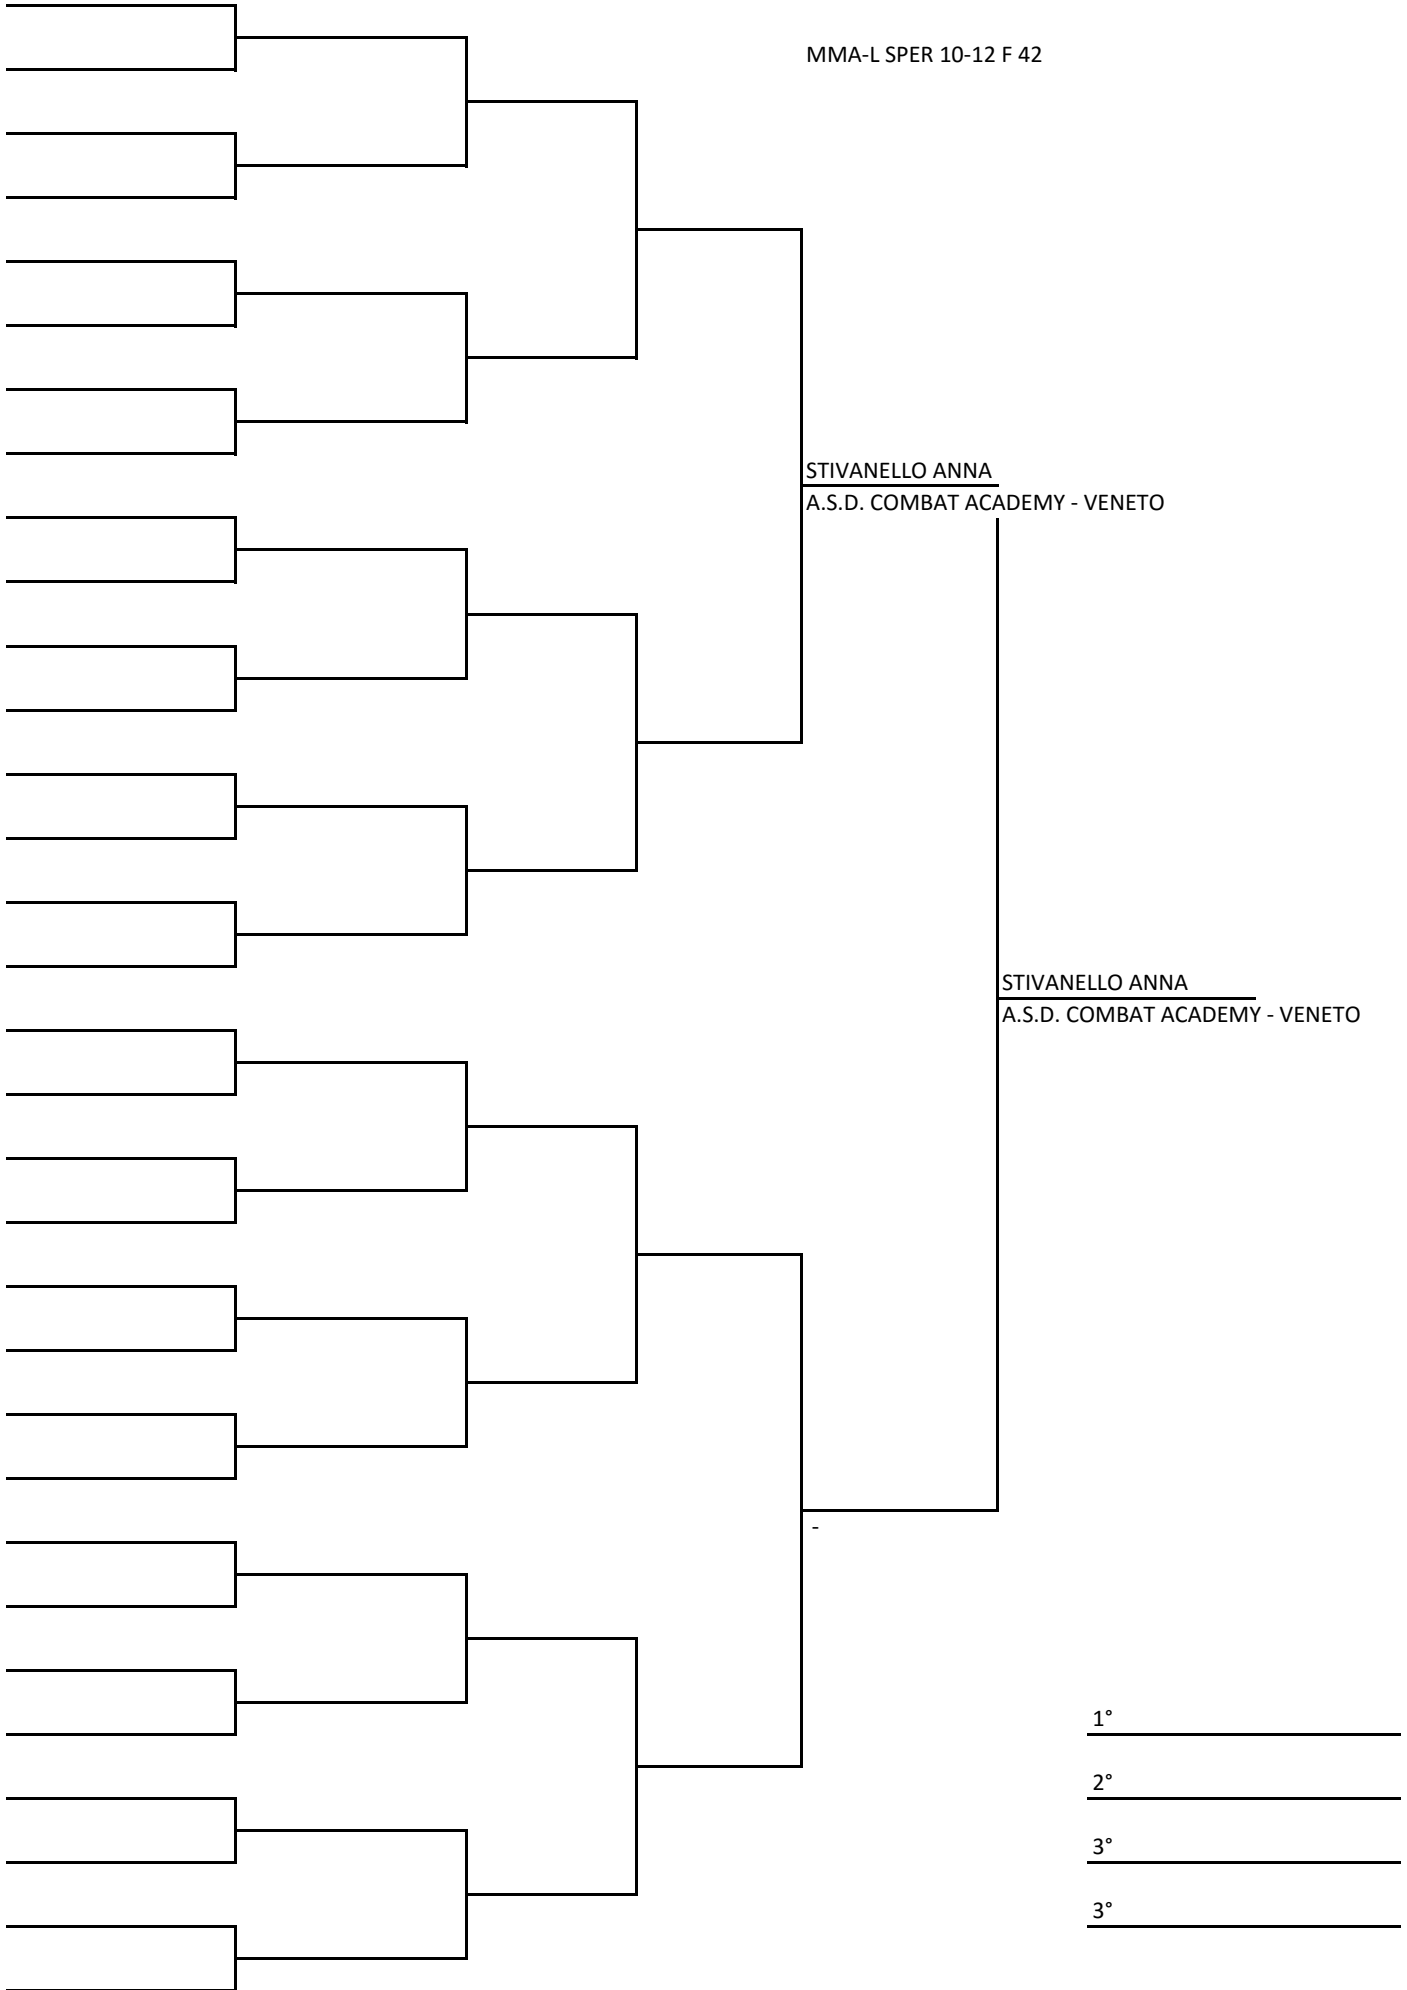 MMA-L SPER 10-12 F 42
STIVANELLO ANNA
A.S.D. COMBAT ACADEMY - VENETO
STIVANELLO ANNA
A.S.D. COMBAT ACADEMY - VENETO
-
1°
2°
3°
3°